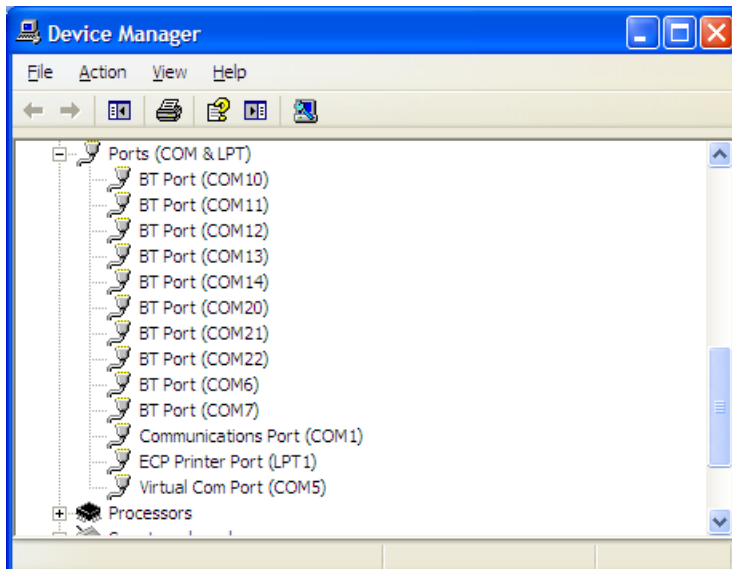 Device Manager
File Action View Help
Ports (COM & LPT)
BT Port (COM10)
BT Port (COM11)
BT Port (COM12)
BT Port (COM13)
BT Port (COM14)
BT Port (COM20)
BT Port (COM21)
BT Port (COM22)
BT Port (COM6)
BT Port (COM7)
Communications Port (COM1)
ECP Printer Port (LPT1)
Virtual Com Port (COM5)
Processors